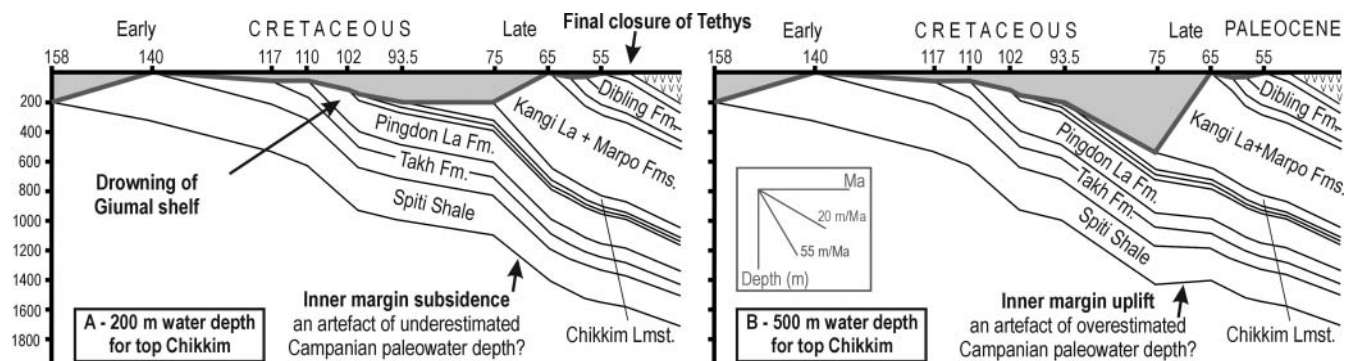 Final closure of Tethys
Early CRETACEOUS Late
158 140 117 110 102 93.5 75 65 55
200
400
600
800
1000
1200
1400
1600
1800
Drowning of
Giumal shelf
Pingdon La Fm.
Takh Fm.
Spiti Shale
Kangi La + Marpo Fms.
Dibling Fm.
VVVVV
Inner margin subsidence
an artefact of underestimated
Campanian paleowater depth?
Chikkim Lmst.
A - 200 m water depth
for top Chikkim
Early CRETACEOUS Late PALEOCENE
158 140 117 110 102 93.5 75 65 55
Pingdon La Fm.
Takh Fm.
Spiti Shale
Kangi La+Marpo Fms.
Dibling Fm.
VVVVV
Ma
20 m/Ma
55 m/Ma
Depth (m)
Inner margin uplift
an artefact of overestimated
Campanian paleowater depth?
Chikkim Lmst.
B - 500 m water depth
for top Chikkim